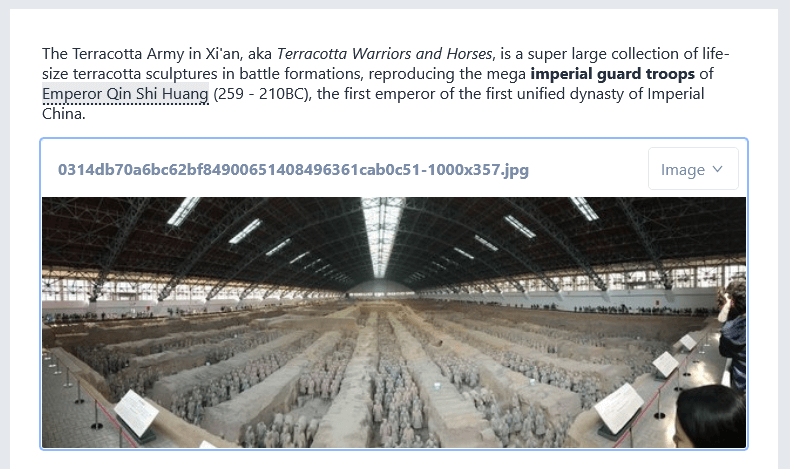 The Terracotta Army in Xi'an, aka Terracotta Warriors and Horses, is a super large collection of life-
size terracotta sculptures in battle formations, reproducing the mega imperial guard troops of
Emperor Qin Shi Huang (259 - 210BC), the first emperor of the first unified dynasty of Imperial
China.
0314db70a6bc62bf84900651408496361cab0c51-1000x357.jpg
Image